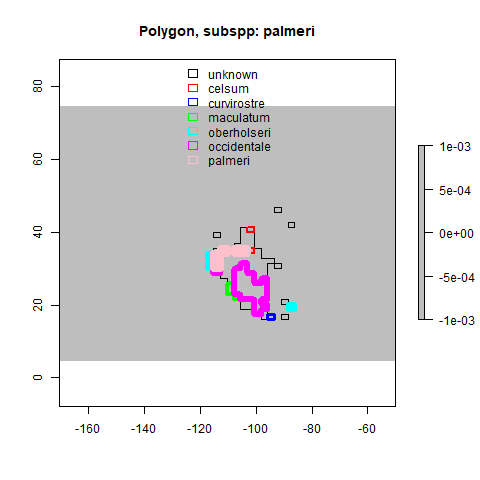 Polygon, subspp: palmeri
unknown
celsum
curvirostre
maculatum
oberholseri
occidentale
palmeri
80
60
40
20
0
-160
-140
-120
-100
-80
-60
1e-03
5e-04
0e+00
-5e-04
-1e-03